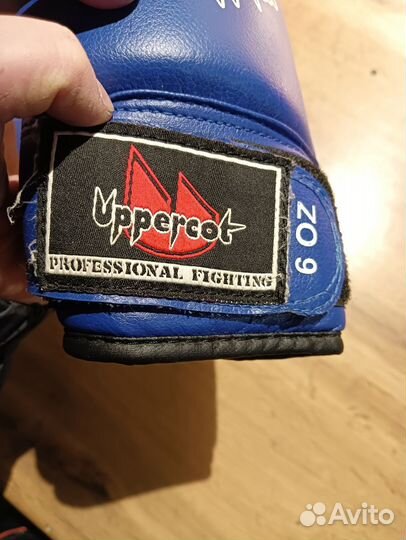 Uppercot
PROFESSIONAL FIGHTING
6 OZ
Avito